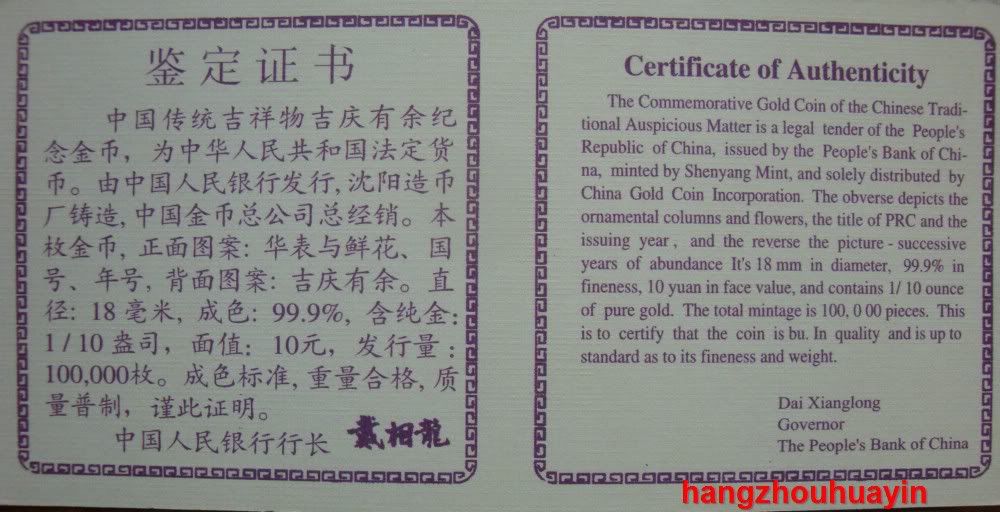 鉴定证书
中国传统吉祥物吉庆有余纪
念金币，为中华人民共和国法定货
币。由中国人民银行发行,沈阳造币
厂铸造,中国金币总公司总经销。本
枚金币,正面图案:华表与鲜花、国
号、年号,背面图案:吉庆有余。直
径:18毫米,成色:99.9%,含纯金:
1/10盎司，面值：10元，发行量：
100,000枚。成色标准,重量合格,质
量普制，谨此证明。
中国人民银行行长 戴相龙
Certificate of Authenticity
The Commemorative Gold Coin of the Chinese Tradi-
tional Auspicious Matter is a legal tender of the People's
Republic of China, issued by the People's Bank of Chi-
na, minted by Shenyang Mint, and solely distributed by
China Gold Coin Incorporation. The obverse depicts the
ornamental columns and flowers, the title of PRC and the
issuing year, and the reverse the picture-successive
years of abundance It's 18 mm in diameter, 99.9% in
fineness, 10 yuan in face value, and contains 1/10 ounce
of pure gold. The total mintage is 100,0 00 pieces. This
is to certify that the coin is bu. In quality and is up to
standard as to its fineness and weight.
Dai Xianglong
Governor
The People's Bank of China
hangzhouhuayin